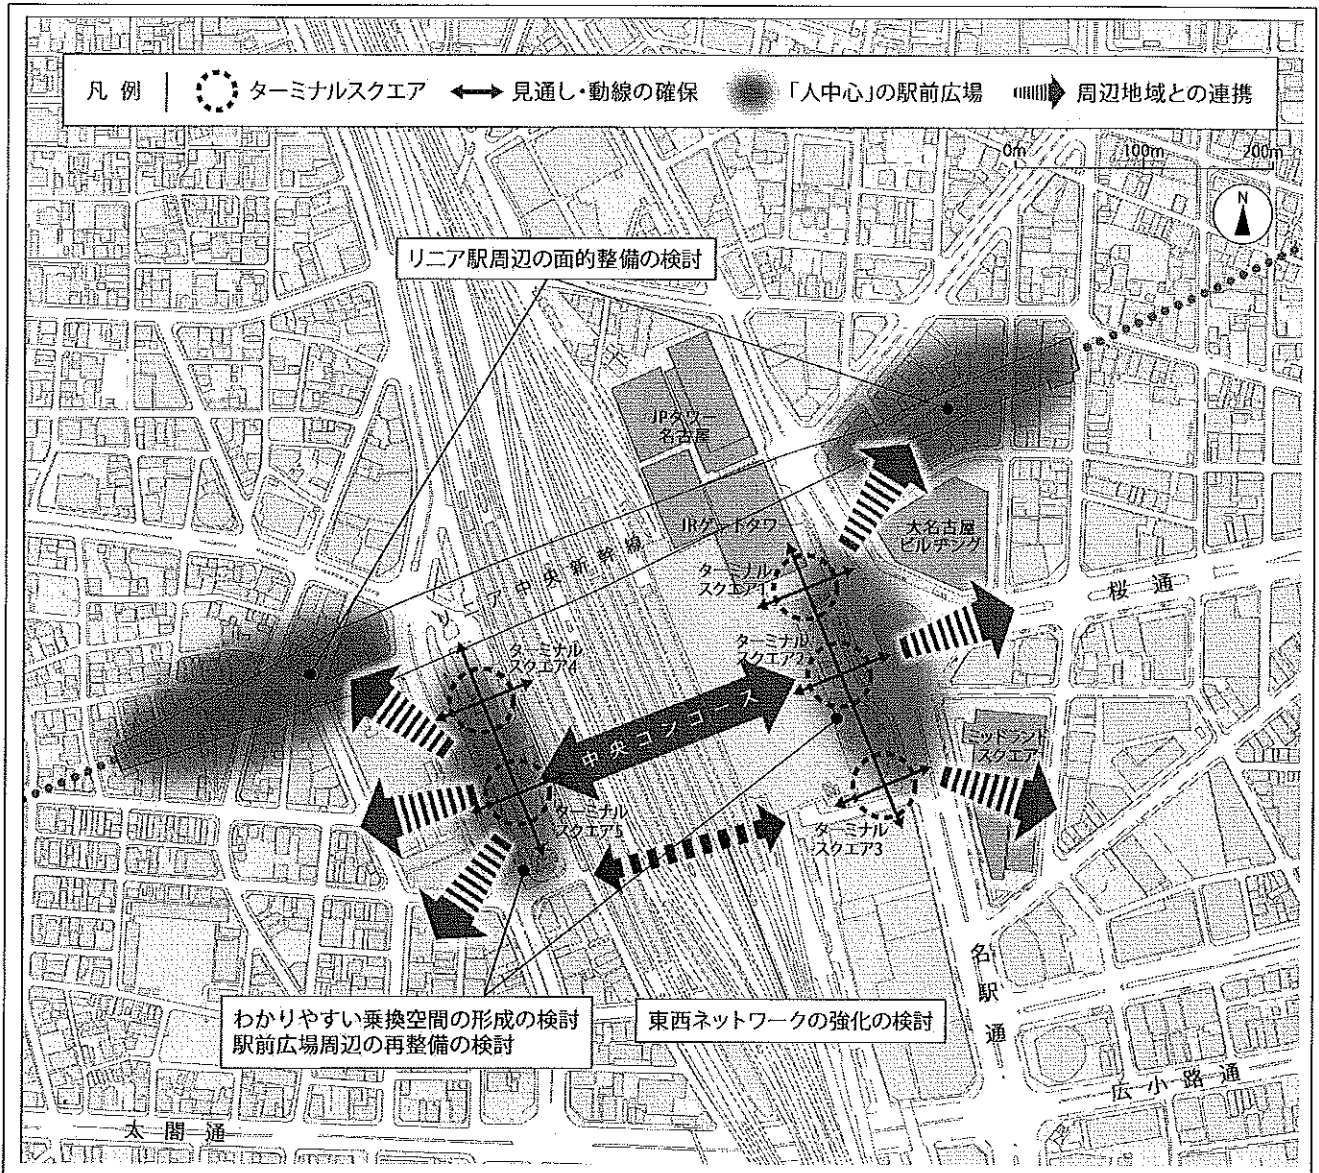 凡例
ターミナルスクエア
見通し・動線の確保
「人中心」の駅前広場
周辺地域との連携
0m 100m 200m
N
リニア駅周辺の面的整備の検討
JPタワー
名古屋
JRゲートタワ
大名古屋
ビルヂング
リニア中央新幹線
ターミナル
スクエア1
桜通
ターミナル
スクエア4
ターミナル
スクエア2
中央コンコース
ミッドランド
スクエア
ターミナル
スクエア5
ターミナル
スクエア3
名駅通
わかりやすい乗換空間の形成の検討
駅前広場周辺の再整備の検討
東西ネットワークの強化の検討
広小路通
太閤通